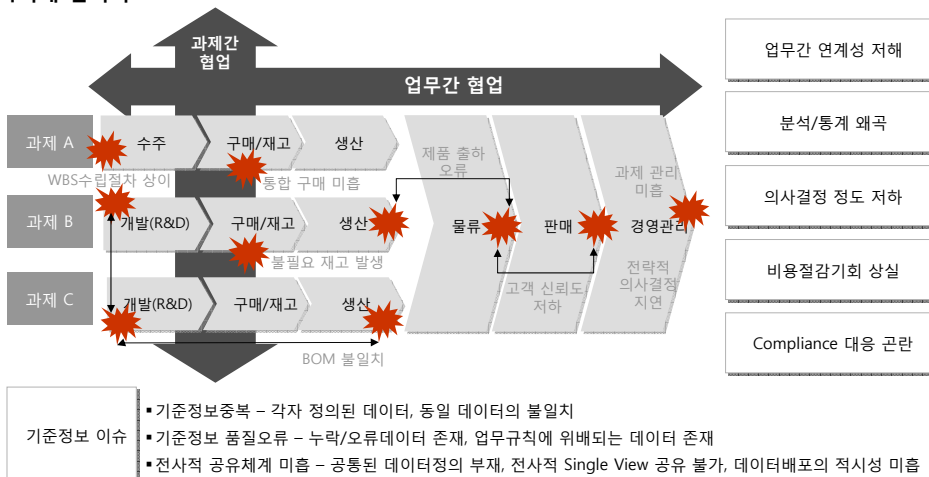 과제간
협업
업무간 협업
과제 A
수주
구매/재고
생산
WBS수립절차 상이
통합 구매 미흡
과제 B
개발(R&D)
구매/재고
생산
불필요 재고 발생
과제 C
개발(R&D)
구매/재고
생산
BOM 불일치
제품 출하
오류
물류
판매
고객 신뢰도
저하
과제 관리
미흡
경영관리
전략적
의사결정
지연
업무간 연계성 저해
분석/통계 왜곡
의사결정 정도 저하
비용절감기회 상실
Compliance 대응 곤란
기준정보 이슈
▪기준정보중복 – 각자 정의된 데이터, 동일 데이터의 불일치
▪기준정보 품질오류 – 누락/오류데이터 존재, 업무규칙에 위배되는 데이터 존재
▪전사적 공유체계 미흡 – 공통된 데이터정의 부재, 전사적 Single View 공유 불가, 데이터배포의 적시성 미흡